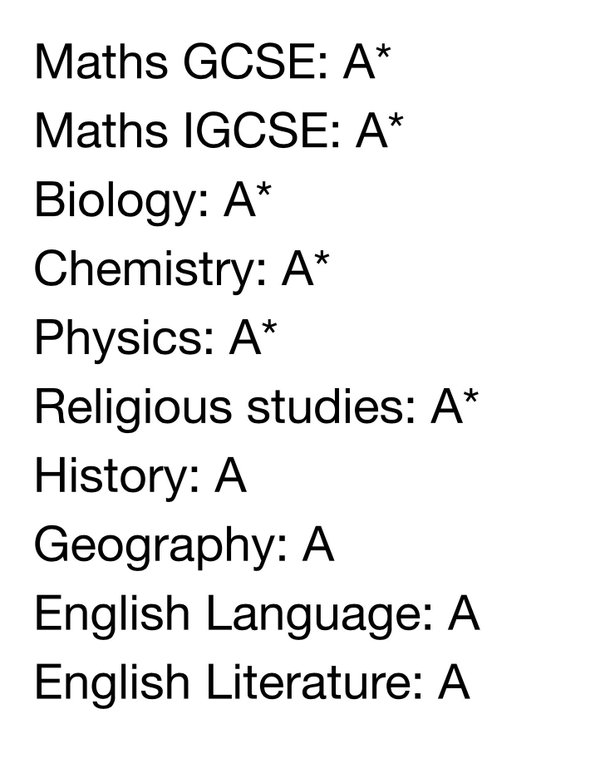 Maths GCSE: A*
Maths IGCSE: A*
Biology: A*
Chemistry: A*
Physics: A*
Religious studies: A*
History: A
Geography: A
English Language: A
English Literature: A